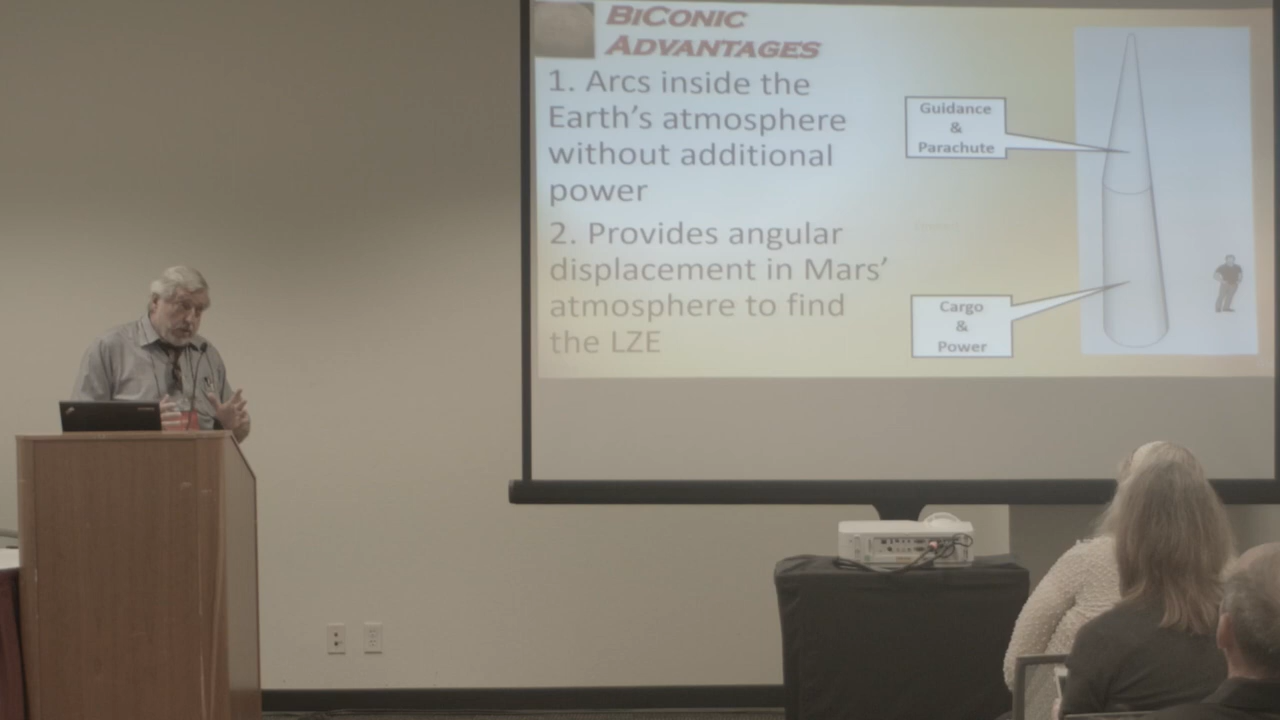 BICONIC
ADVANTAGES
1. Arcs inside the
Earth's atmosphere
without additional
power
2. Provides angular
displacement in Mars'
atmosphere to find
the LZE
Guidance
&
Parachute
Cargo
&
Power